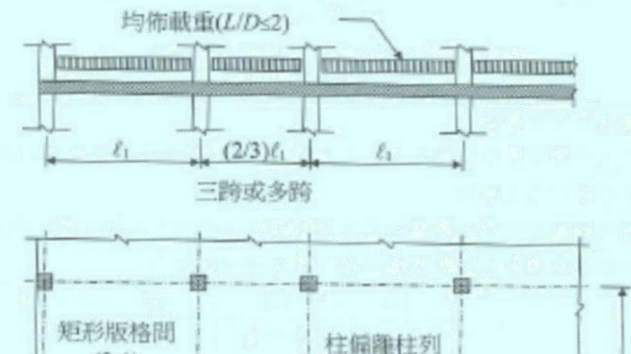 均佈載重(L/D≤2)
ℓ₁
(2/3)ℓ₁
ℓ₁
三跨或多跨
矩形版格間
柱偏離柱列